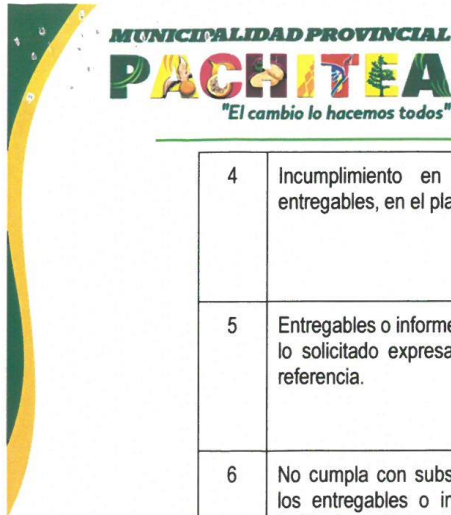 MUNICIPALIDAD PROVINCIAL
PACHITEA
"El cambio lo hacemos todos"
4 Incumplimiento en
entregables, en el pla
5 Entregables o informe
lo solicitado expresa
referencia.
6 No cumpla con subs
los entregables o in